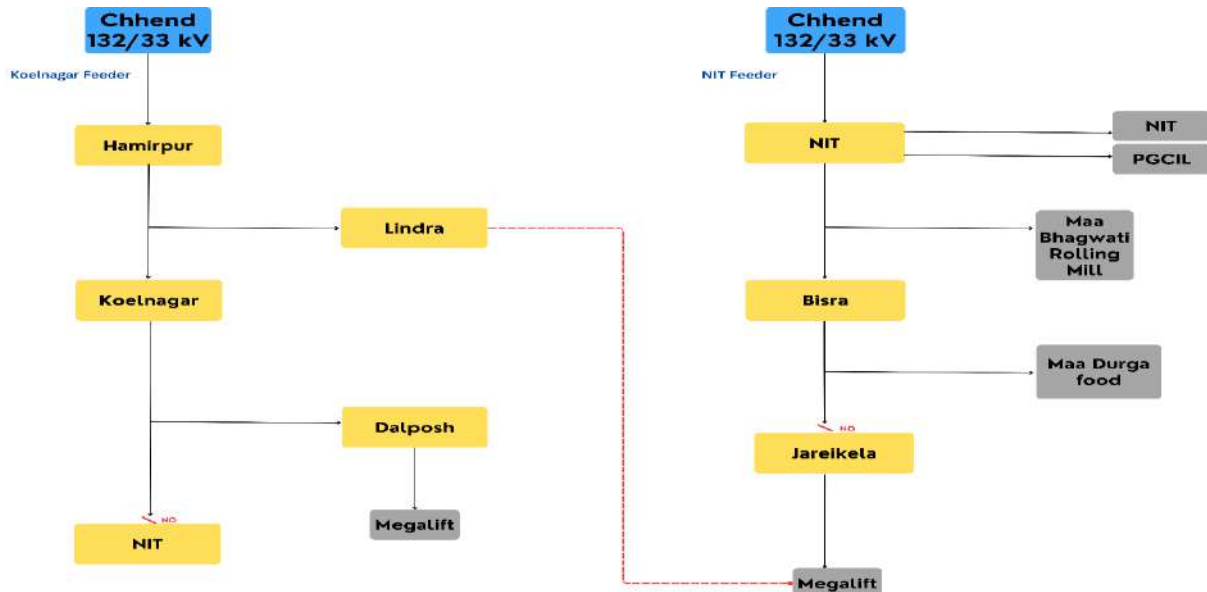 Chhend
132/33 kV
Koelnagar Feeder
Hamirpur
Lindra
Koelnagar
Dalposh
Megalift
NO
NIT
Chhend
132/33 kV
NIT Feeder
NIT
NIT
PGCIL
Maa
Bhagwati
Rolling
Mill
Bisra
Maa Durga
food
NO
Jareikela
Megalift